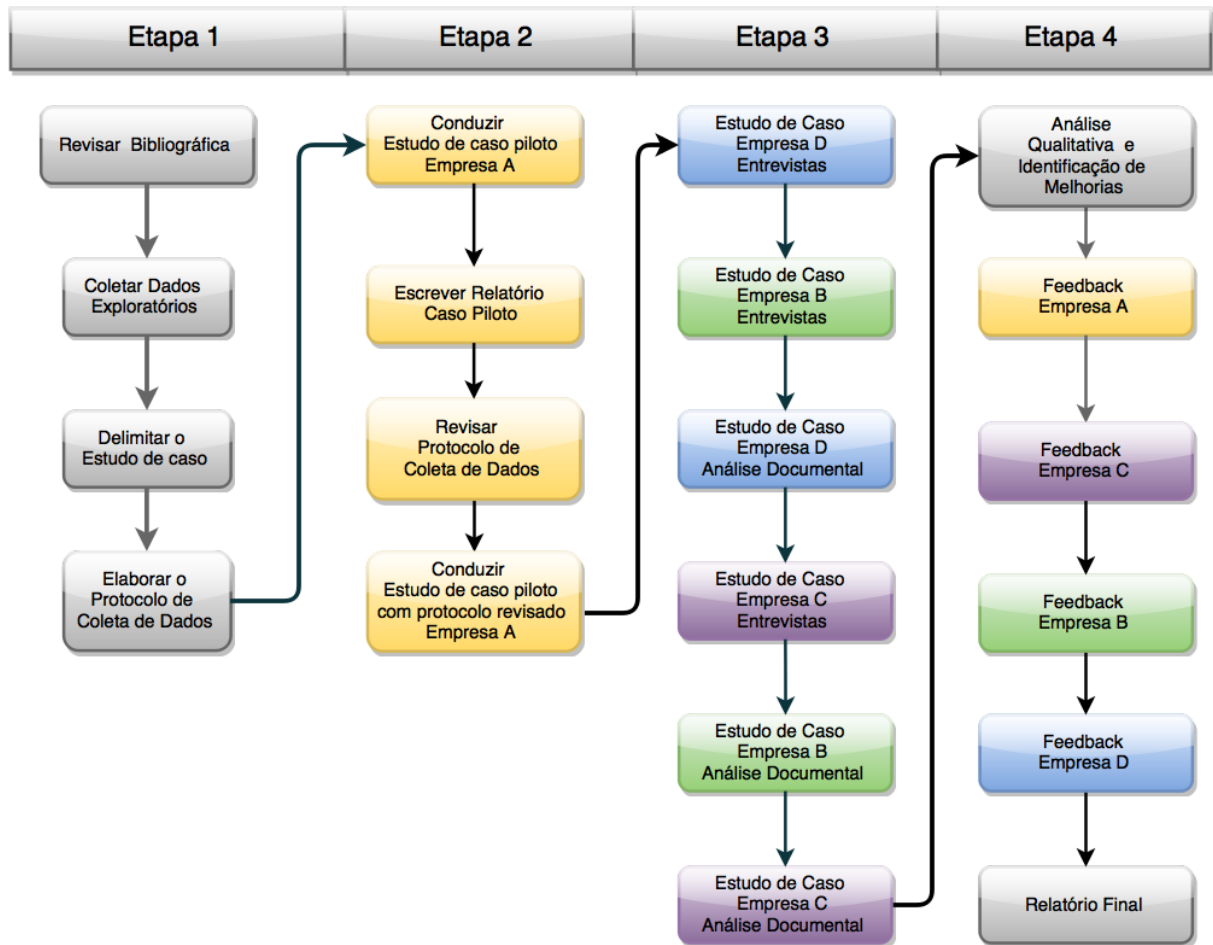 Etapa 1
Etapa 2
Etapa 3
Etapa 4
Revisar Bibliográfica
Coletar Dados
Exploratórios
Delimitar o
Estudo de caso
Elaborar o
Protocolo de
Coleta de Dados
Conduzir
Estudo de caso piloto
Empresa A
Escrever Relatório
Caso Piloto
Revisar
Protocolo de
Coleta de Dados
Conduzir
Estudo de caso piloto
com protocolo revisado
Empresa A
Estudo de Caso
Empresa D
Entrevistas
Estudo de Caso
Empresa B
Entrevistas
Estudo de Caso
Empresa D
Análise Documental
Estudo de Caso
Empresa C
Entrevistas
Estudo de Caso
Empresa B
Análise Documental
Estudo de Caso
Empresa C
Análise Documental
Análise
Qualitativa e
Identificação de
Melhorias
Feedback
Empresa A
Feedback
Empresa C
Feedback
Empresa B
Feedback
Empresa D
Relatório Final